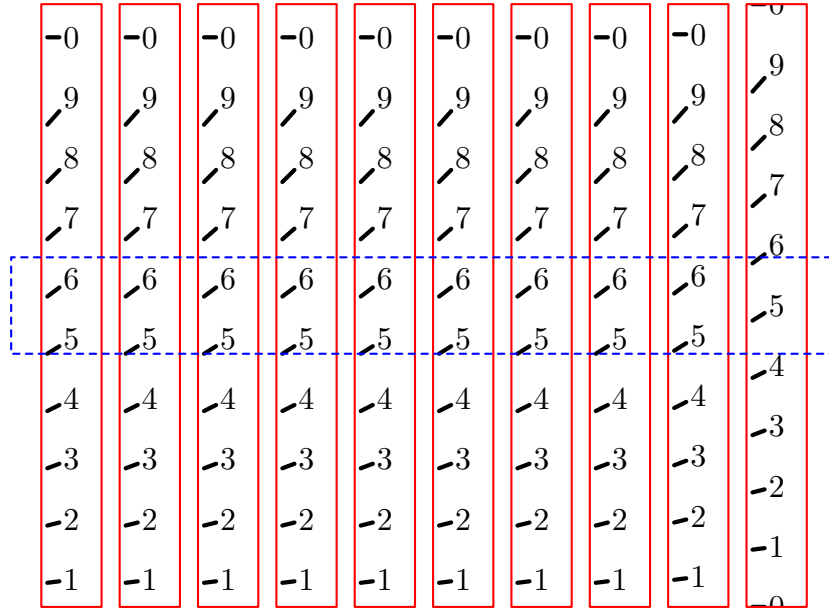 0
0 0 0 0 0 0 0 0 0 9
9 9 9 9 9 9 9 9 9 8
8 8 8 8 8 8 8 8 8 7
7 7 7 7 7 7 7 7 7 6
6 6 6 6 6 6 6 6 6 5
5 5 5 5 5 5 5 5 5 4
4 4 4 4 4 4 4 4 4 3
3 3 3 3 3 3 3 3 3 2
2 2 2 2 2 2 2 2 2 1
1 1 1 1 1 1 1 1 1 0